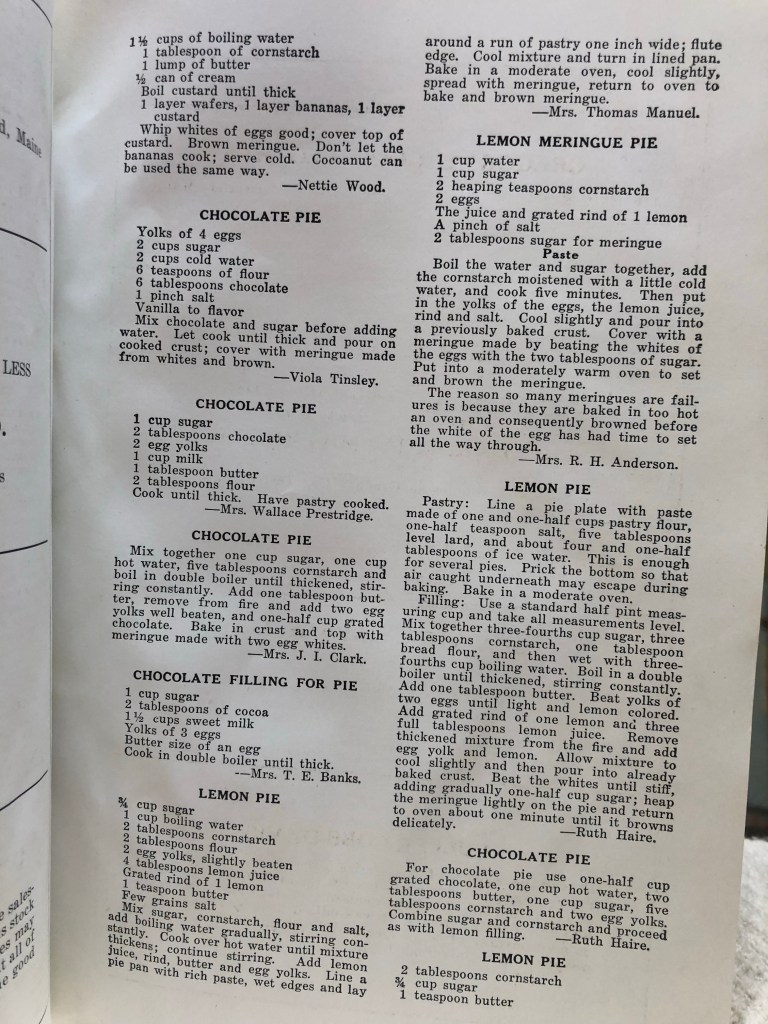 d, Maine
LESS
sales-
s stock
es may
t all of
e good
1½ cups of boiling water
1 tablespoon of cornstarch
1 lump of butter
½ can of cream
Boil custard until thick
1 layer wafers, 1 layer bananas, 1 layer
custard
Whip whites of eggs good; cover top of
custard. Brown meringue. Don't let the
bananas cook; serve cold. Cocoanut can
be used the same way.
—Nettie Wood.
CHOCOLATE PIE
Yolks of 4 eggs
2 cups sugar
2 cups cold water
6 teaspoons of flour
6 tablespoons chocolate
1 pinch salt
Vanilla to flavor
Mix chocolate and sugar before adding
water. Let cook until thick and pour on
cooked crust; cover with meringue made
from whites and brown.
—Viola Tinsley.
CHOCOLATE PIE
1 cup sugar
2 tablespoons chocolate
2 egg yolks
1 cup milk
1 tablespoon butter
2 tablespoons flour
Cook until thick. Have pastry cooked.
—Mrs. Wallace Prestridge.
CHOCOLATE PIE
Mix together one cup sugar, one cup
hot water, five tablespoons cornstarch and
boil in double boiler until thickened, stir-
ring constantly. Add one tablespoon but-
ter, remove from fire and add two egg
yolks well beaten, and one-half cup grated
chocolate. Bake in crust and top with
meringue made with two egg whites.
—Mrs. J. I. Clark.
CHOCOLATE FILLING FOR PIE
1 cup sugar
2 tablespoons of cocoa
1½ cups sweet milk
Yolks of 3 eggs
Butter size of an egg
Cook in double boiler until thick.
—Mrs. T. E. Banks.
LEMON PIE
¾ cup sugar
1 cup boiling water
2 tablespoons cornstarch
2 tablespoons flour
2 egg yolks, slightly beaten
4 tablespoons lemon juice
Grated rind of 1 lemon
1 teaspoon butter
Few grains salt
Mix sugar, cornstarch, flour and salt,
add boiling water gradually, stirring con-
stantly. Cook over hot water until mixture
thickens; continue stirring. Add lemon
juice, rind, butter and egg yolks. Line a
pie pan with rich paste, wet edges and lay
around a run of pastry one inch wide; flute
edge. Cool mixture and turn in lined pan.
Bake in a moderate oven, cool slightly,
spread with meringue, return to oven to
bake and brown meringue.
—Mrs. Thomas Manuel.
LEMON MERINGUE PIE
1 cup water
1 cup sugar
2 heaping teaspoons cornstarch
2 eggs
The juice and grated rind of 1 lemon
A pinch of salt
2 tablespoons sugar for meringue
Paste
Boil the water and sugar together, add
the cornstarch moistened with a little cold
water, and cook five minutes. Then put
in the yolks of the eggs, the lemon juice,
rind and salt. Cool slightly and pour into
a previously baked crust. Cover with a
meringue made by beating the whites of
the eggs with the two tablespoons of sugar.
Put into a moderately warm oven to set
and brown the meringue.
The reason so many meringues are fail-
ures is because they are baked in too hot
an oven and consequently browned before
the white of the egg has had time to set
all the way through.
—Mrs. R. H. Anderson.
LEMON PIE
Pastry: Line a pie plate with paste
made of one and one-half cups pastry flour,
one-half teaspoon salt, five tablespoons
level lard, and about four and one-half
tablespoons of ice water. This is enough
for several pies. Prick the bottom so that
air caught underneath may escape during
baking. Bake in a moderate oven.
Filling: Use a standard half pint meas-
uring cup and take all measurements level.
Mix together three-fourths cup sugar, three
tablespoons cornstarch, one tablespoon
bread flour, and then wet with three-
fourths cup boiling water. Boil in a double
boiler until thickened, stirring constantly.
Add one tablespoon butter. Beat yolks of
two eggs until light and lemon colored.
Add grated rind of one lemon and three
full tablespoons lemon juice. Remove
thickened mixture from the fire and add
egg yolk and lemon. Allow mixture to
cool slightly and then pour into already
baked crust. Beat the whites until stiff,
adding gradually one-half cup sugar; heap
the meringue lightly on the pie and return
to oven about one minute until it browns
delicately.
—Ruth Haire.
CHOCOLATE PIE
For chocolate pie use one-half cup
grated chocolate, one cup hot water, two
tablespoons butter, one cup sugar, five
tablespoons cornstarch and two egg yolks.
Combine sugar and cornstarch and proceed
as with lemon filling. —Ruth Haire.
LEMON PIE
2 tablespoons cornstarch
¾ cup sugar
1 teaspoon butter